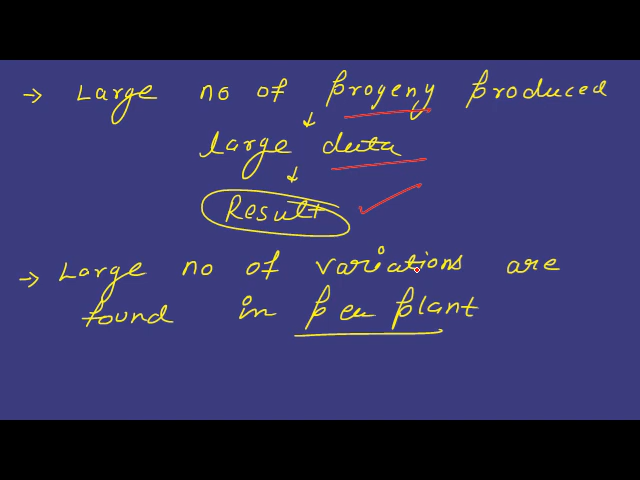 → Large no of progeny produced
↓
large data
↓
Result ✓
→ Large no of variations are
found in pea plant